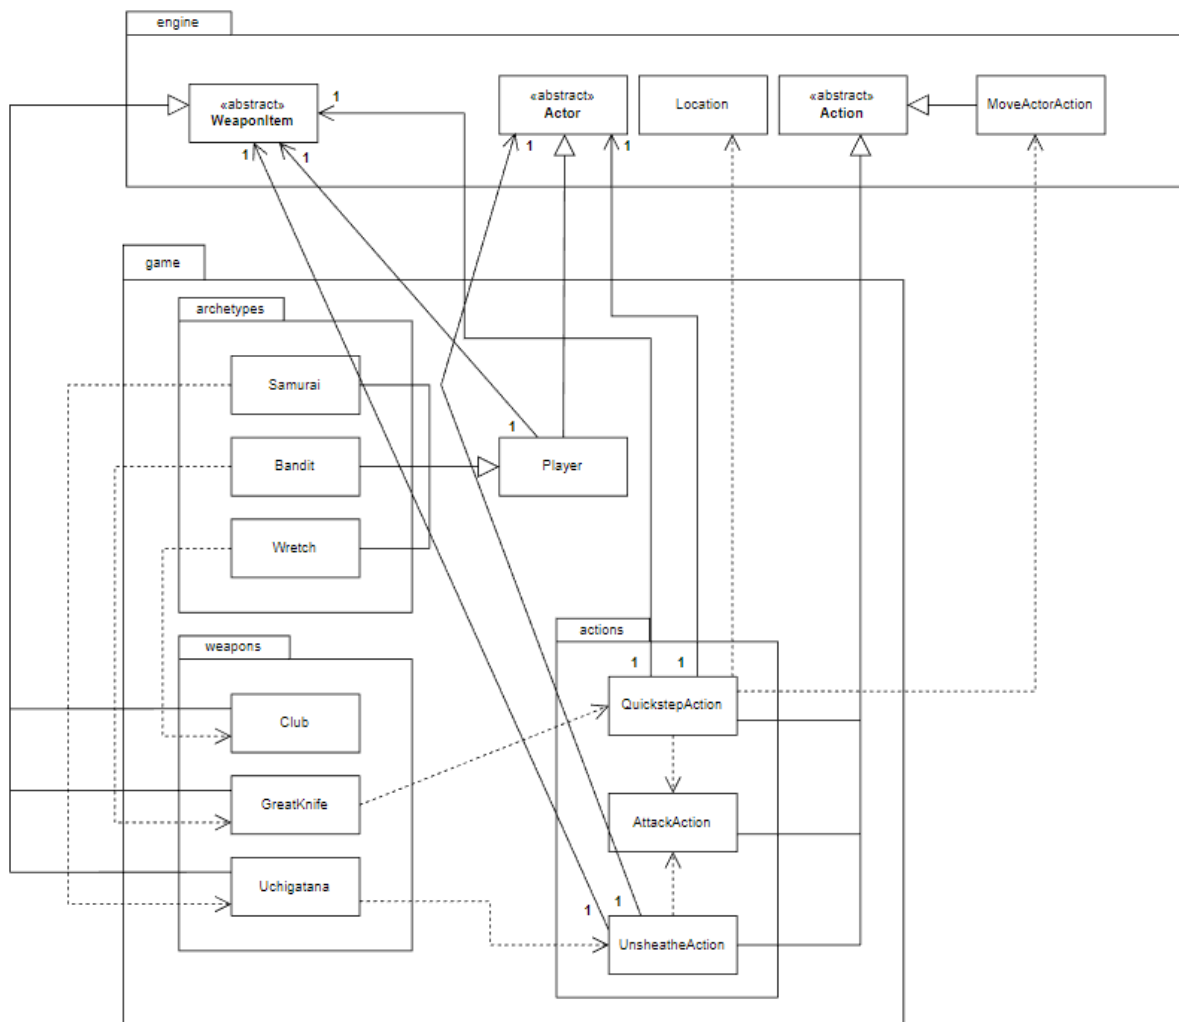 engine
«abstract»
WeaponItem
1
1
1
«abstract»
Actor
1
1
Location
«abstract»
Action
MoveActorAction
game
archetypes
Samurai
Bandit
Wretch
1
Player
weapons
Club
GreatKnife
Uchigatana
actions
1
1
QuickstepAction
AttackAction
1
1
UnsheatheAction